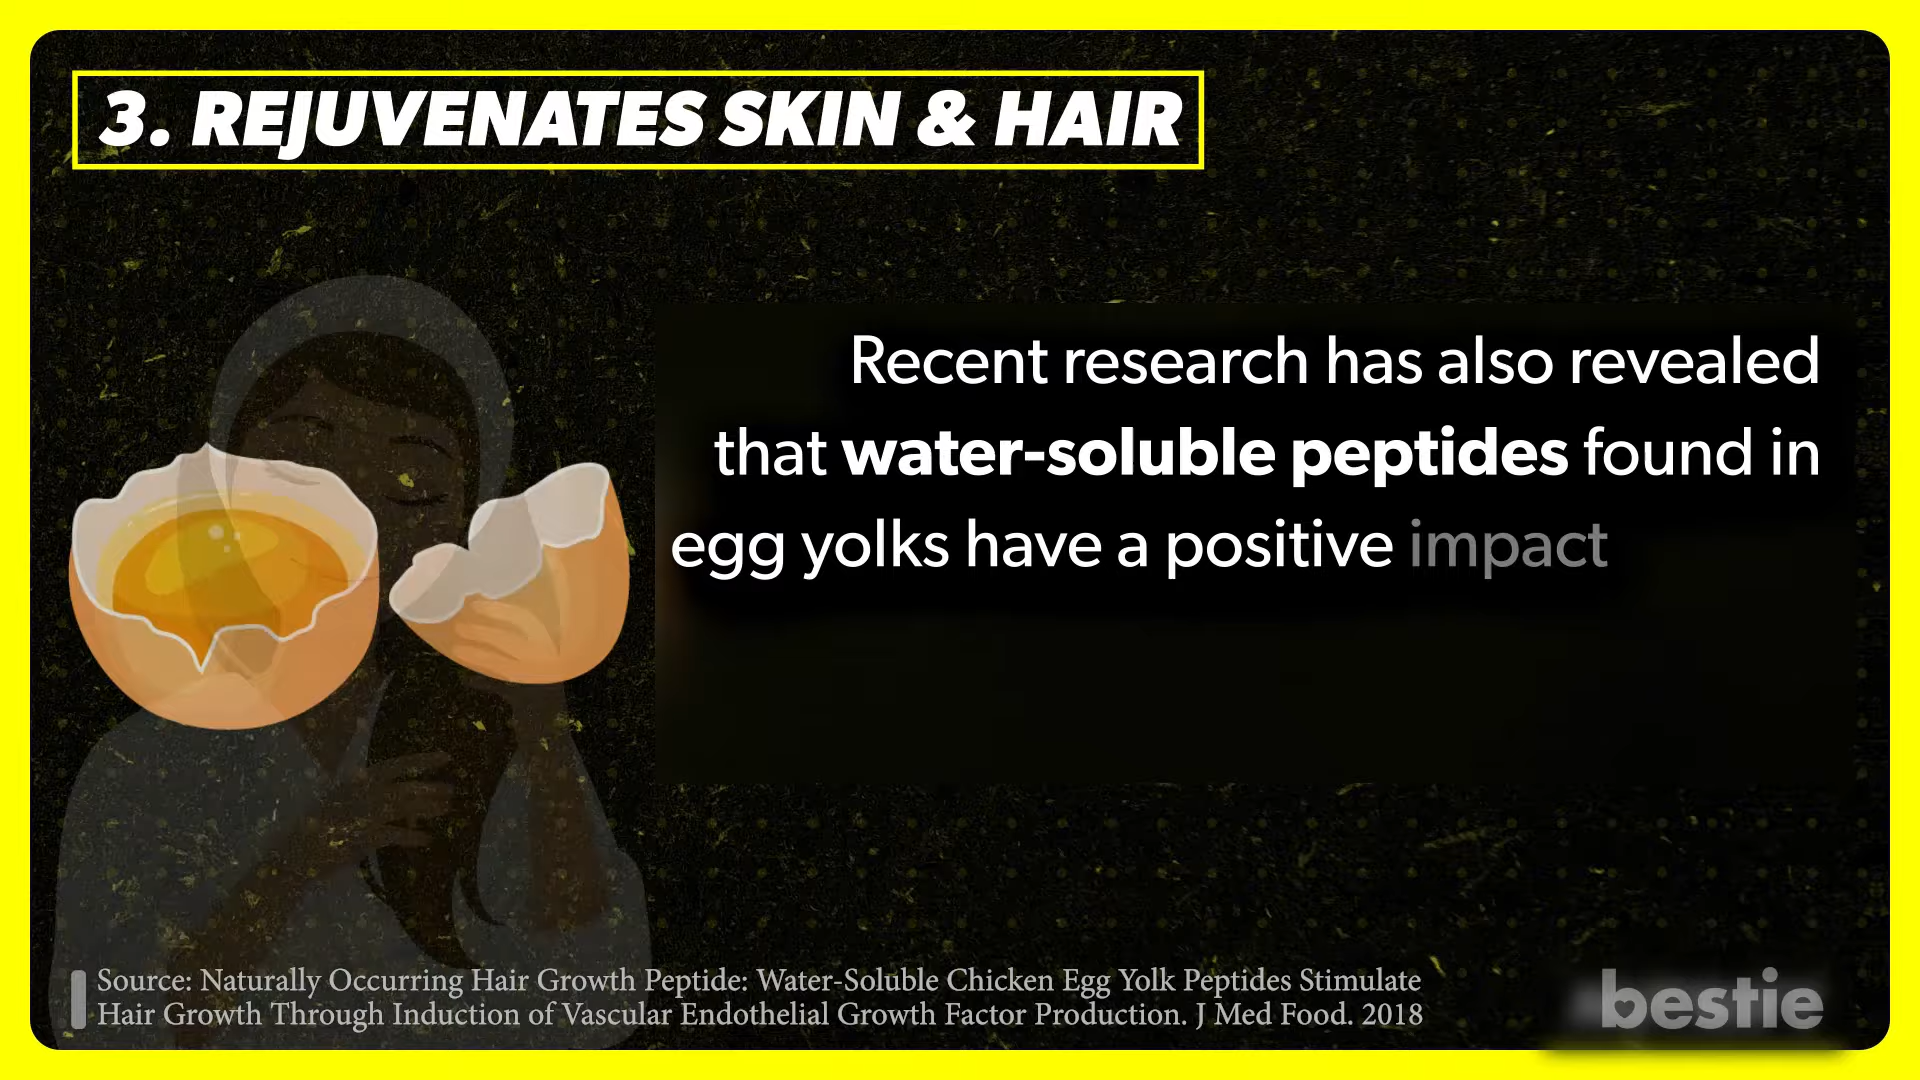 3. REJUVENATES SKIN & HAIR
Recent research has also revealed
that water-soluble peptides found in
egg yolks have a positive impact
Source: Naturally Occurring Hair Growth Peptide: Water-Soluble Chicken Egg Yolk Peptides Stimulate
Hair Growth Through Induction of Vascular Endothelial Growth Factor Production. J Med Food. 2018
bestie